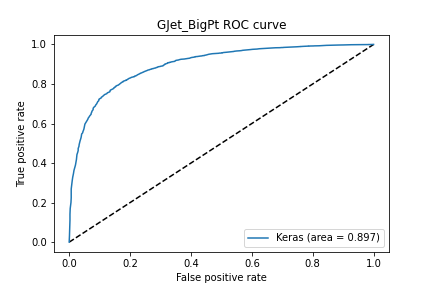 GJet_BigPt ROC curve
1.0
0.8
0.6
0.4
0.2
0.0
True positive rate
Keras (area = 0.897)
0.0 0.2 0.4 0.6 0.8 1.0
False positive rate